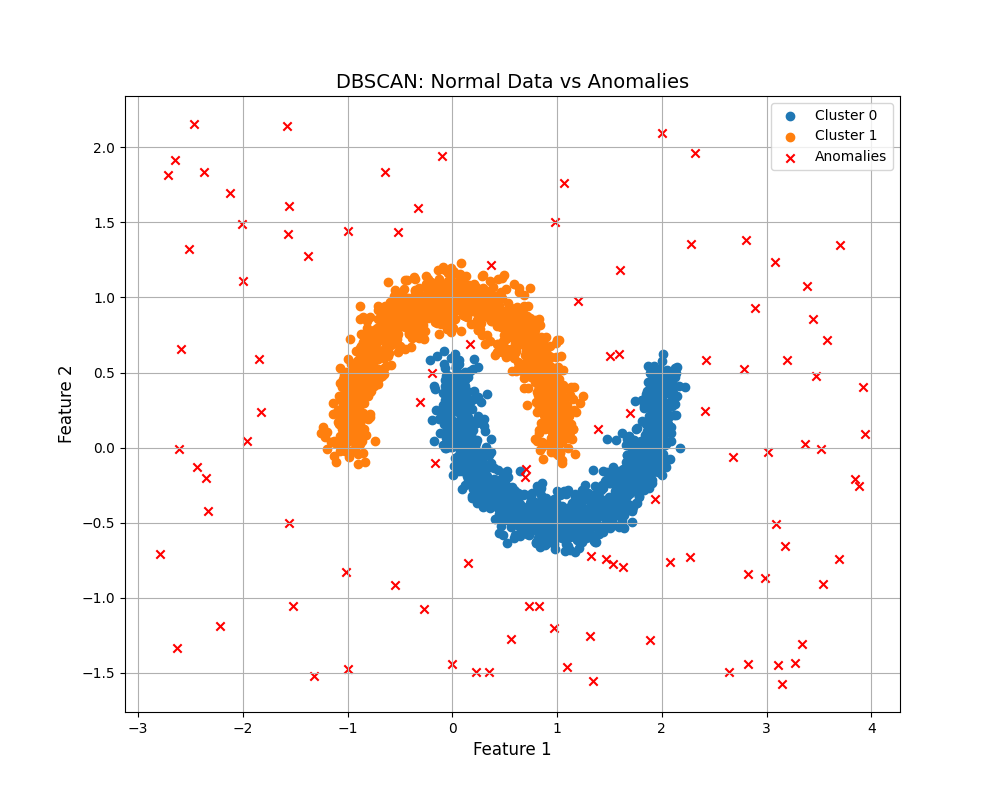 DBSCAN: Normal Data vs Anomalies
Cluster 0
Cluster 1
Anomalies
2.0
1.5
1.0
0.5
0.0
−0.5
−1.0
−1.5
Feature 2
−3
−2
−1
0
1
2
3
4
Feature 1